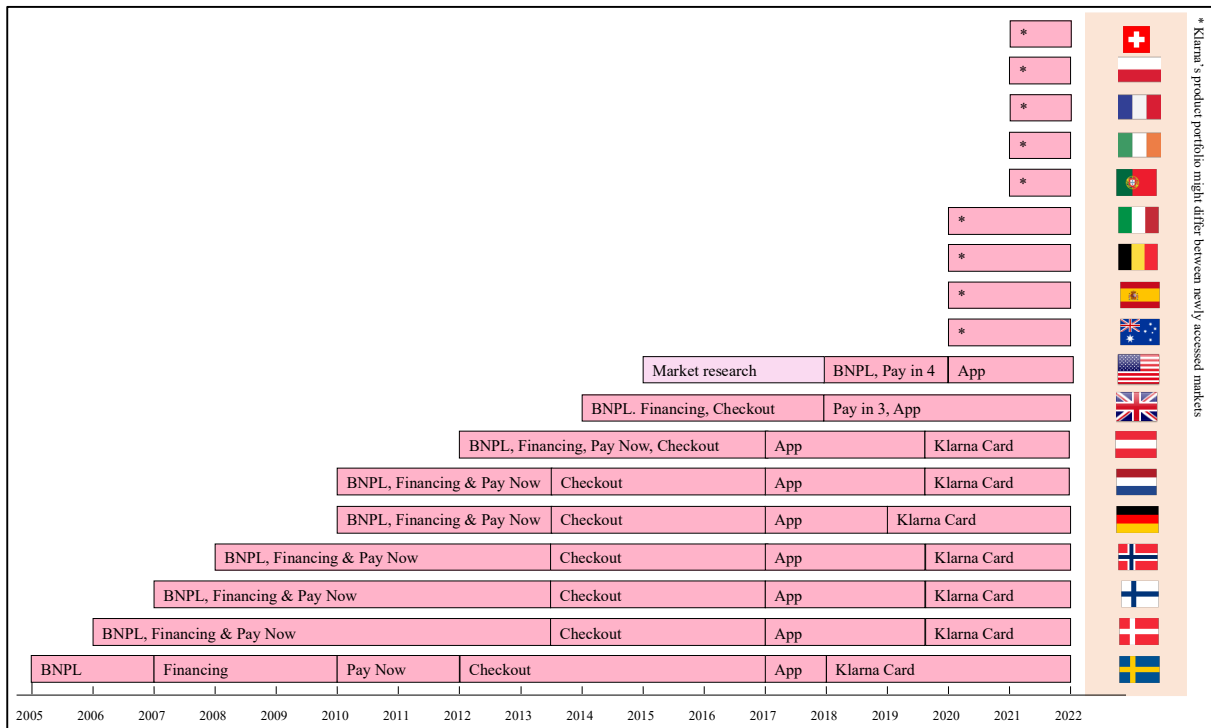 *
*
*
*
*
*
*
*
*
Market research BNPL, Pay in 4 App
BNPL. Financing, Checkout Pay in 3, App
BNPL, Financing, Pay Now, Checkout App Klarna Card
BNPL, Financing & Pay Now Checkout App Klarna Card
BNPL, Financing & Pay Now Checkout App Klarna Card
BNPL, Financing & Pay Now Checkout App Klarna Card
BNPL, Financing & Pay Now Checkout App Klarna Card
BNPL, Financing & Pay Now Checkout App Klarna Card
BNPL Financing Pay Now Checkout App Klarna Card
2005 2006 2007 2008 2009 2010 2011 2012 2013 2014 2015 2016 2017 2018 2019 2020 2021 2022
* Klarna's product portfolio might differ between newly accessed markets